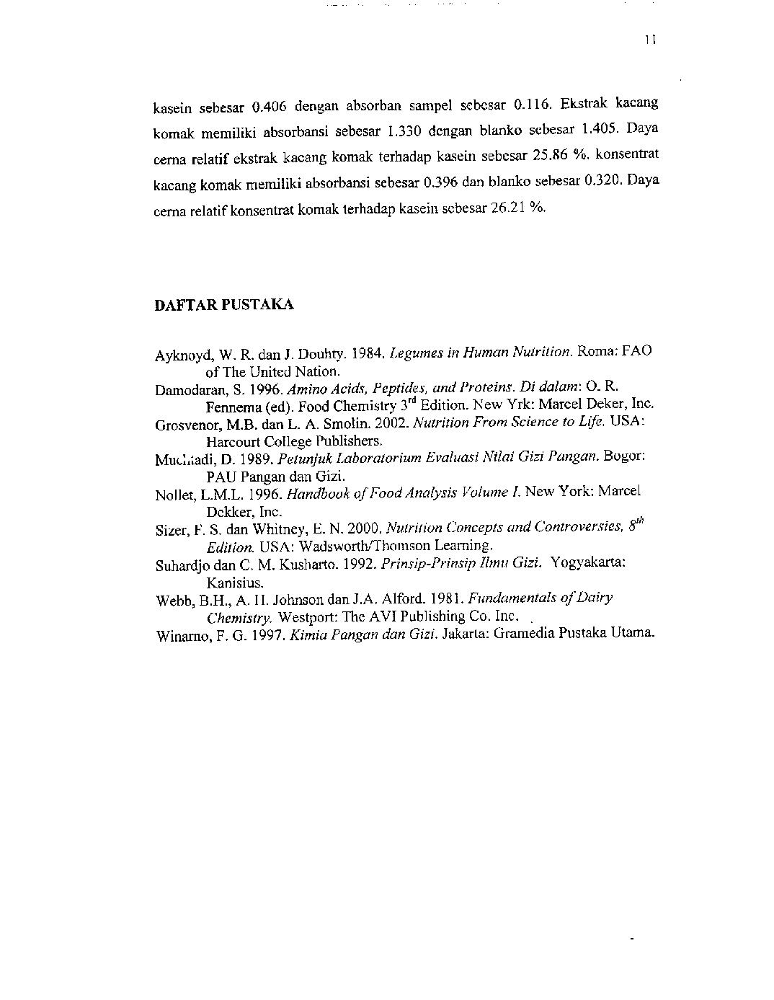 11
kasein sebesar 0.406 dengan absorban sampel sebesar 0.116. Ekstrak kacang
komak memiliki absorbansi sebesar 1.330 dengan blanko sebesar 1.405. Daya
cerna relatif ekstrak kacang komak terhadap kasein sebesar 25.86 %. konsentrat
kacang komak memiliki absorbansi sebesar 0.396 dan blanko sebesar 0.320. Daya
cerna relatif konsentrat komak terhadap kasein sebesar 26.21 %.
DAFTAR PUSTAKA
Ayknoyd, W. R. dan J. Douhty. 1984. Legumes in Human Nutrition. Roma: FAO
of The United Nation.
Damodaran, S. 1996. Amino Acids, Peptides, and Proteins. Di dalam: O. R.
Fennema (ed). Food Chemistry 3rd Edition. New Yrk: Marcel Deker, Inc.
Grosvenor, M.B. dan L. A. Smolin. 2002. Nutrition From Science to Life. USA:
Harcourt College Publishers.
Muchtadi, D. 1989. Petunjuk Laboratorium Evaluasi Nilai Gizi Pangan. Bogor:
PAU Pangan dan Gizi.
Nollet, L.M.L. 1996. Handbook of Food Analysis Volume I. New York: Marcel
Dekker, Inc.
Sizer, F. S. dan Whitney, E. N. 2000. Nutrition Concepts and Controversies, 8th
Edition. USA: Wadsworth/Thomson Learning.
Suhardjo dan C. M. Kusharto. 1992. Prinsip-Prinsip Ilmu Gizi. Yogyakarta:
Kanisius.
Webb, B.H., A. H. Johnson dan J.A. Alford. 1981. Fundamentals of Dairy
Chemistry. Westport: The AVI Publishing Co. Inc.
Winarno, F. G. 1997. Kimia Pangan dan Gizi. Jakarta: Gramedia Pustaka Utama.